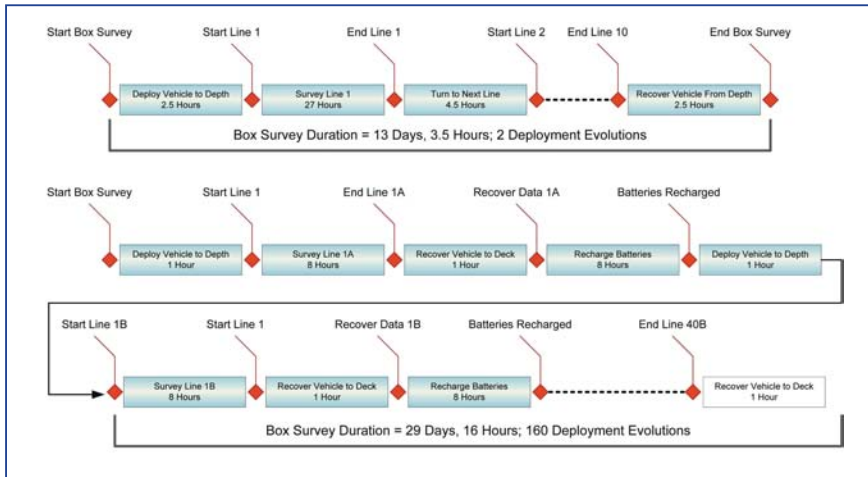 Start Box Survey
Start Line 1
End Line 1
Start Line 2
End Line 10
End Box Survey
Deploy Vehicle to Depth
2.5 Hours
Survey Line 1
27 Hours
Turn to Next Line
4.5 Hours
Recover Vehicle From Depth
2.5 Hours
Box Survey Duration = 13 Days, 3.5 Hours; 2 Deployment Evolutions
Start Box Survey
Start Line 1
End Line 1A
Recover Data 1A
Batteries Recharged
Deploy Vehicle to Depth
1 Hour
Survey Line 1A
8 Hours
Recover Vehicle to Deck
1 Hour
Recharge Batteries
8 Hours
Deploy Vehicle to Depth
1 Hour
Start Line 1B
Start Line 1
Recover Data 1B
Batteries Recharged
End Line 40B
Survey Line 1B
8 Hours
Recover Vehicle to Deck
1 Hour
Recharge Batteries
8 Hours
Recover Vehicle to Deck
1 Hour
Box Survey Duration = 29 Days, 16 Hours; 160 Deployment Evolutions